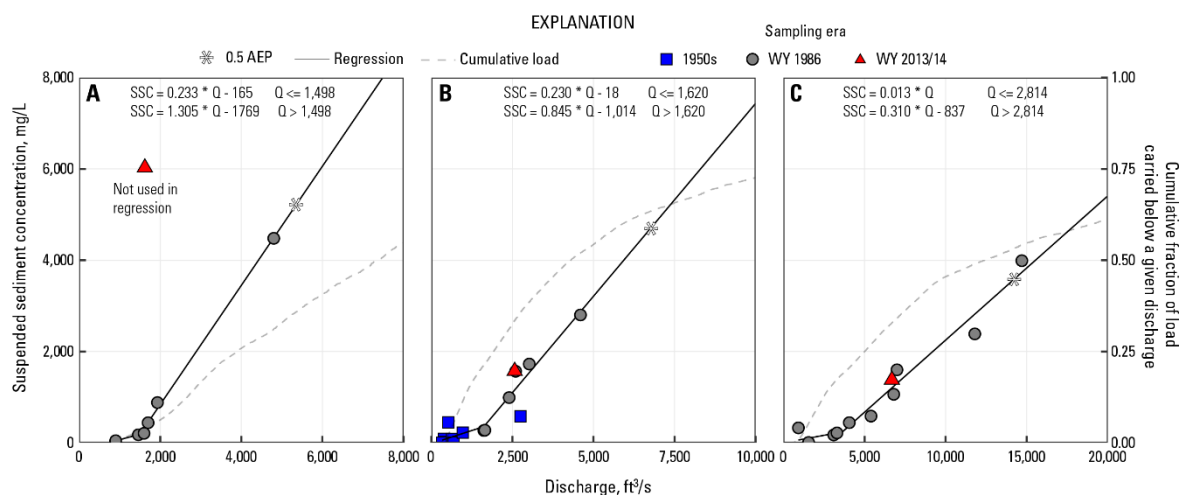 EXPLANATION
Sampling era
0.5 AEP Regression Cumulative load 1950s WY 1986 WY 2013/14
Suspended sediment concentration, mg/L
8,000
6,000
4,000
2,000
0
A
SSC = 0.233 * Q - 165 Q <= 1,498
SSC = 1.305 * Q - 1769 Q > 1,498
Not used in
regression
0 2,000 4,000 6,000 8,000
B
SSC = 0.230 * Q - 18 Q <= 1,620
SSC = 0.845 * Q - 1,014 Q > 1,620
0 2,500 5,000 7,500 10,000
C
SSC = 0.013 * Q Q <= 2,814
SSC = 0.310 * Q - 837 Q > 2,814
0 5,000 10,000 15,000 20,000
1.00
0.75
0.50
0.25
0.00
Cumulative fraction of load
carried below a given discharge
Discharge, ft³/s